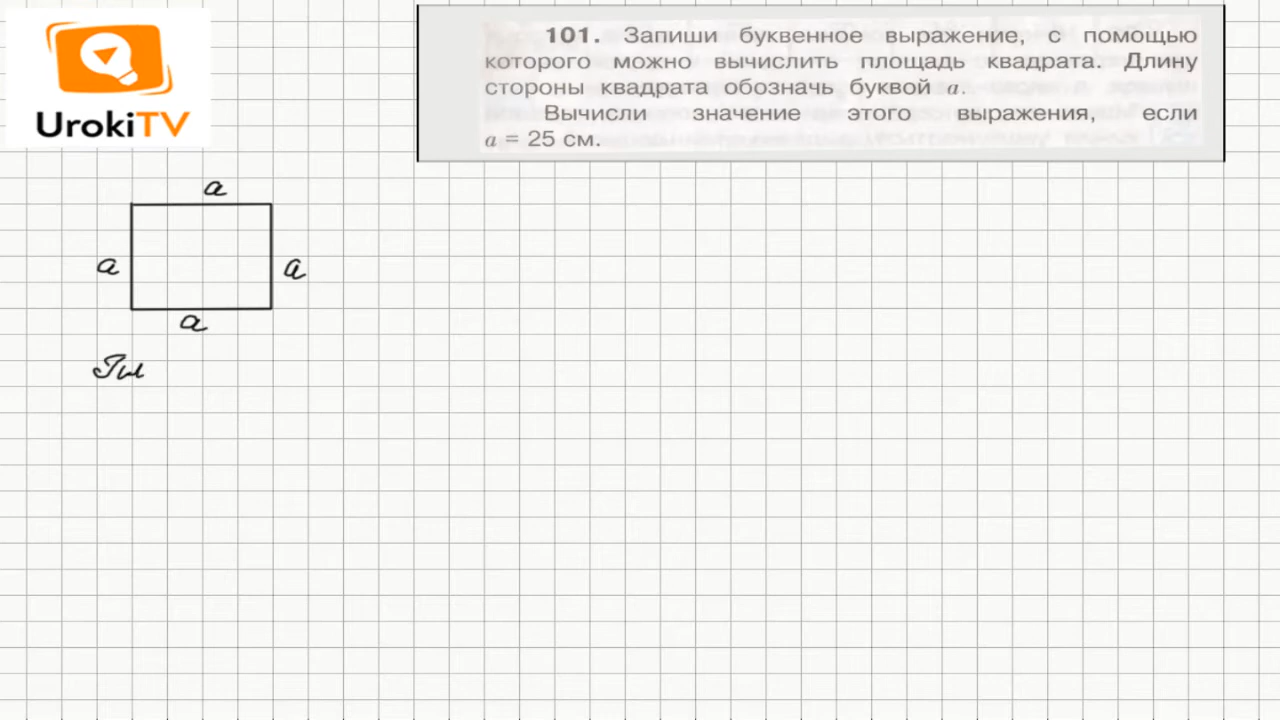 UrokiTV
101. Запиши буквенное выражение, с помощью
которого можно вычислить площадь квадрата. Длину
стороны квадрата обозначь буквой a.
Вычисли значение этого выражения, если
a = 25 см.
a
a
a
a
Пл